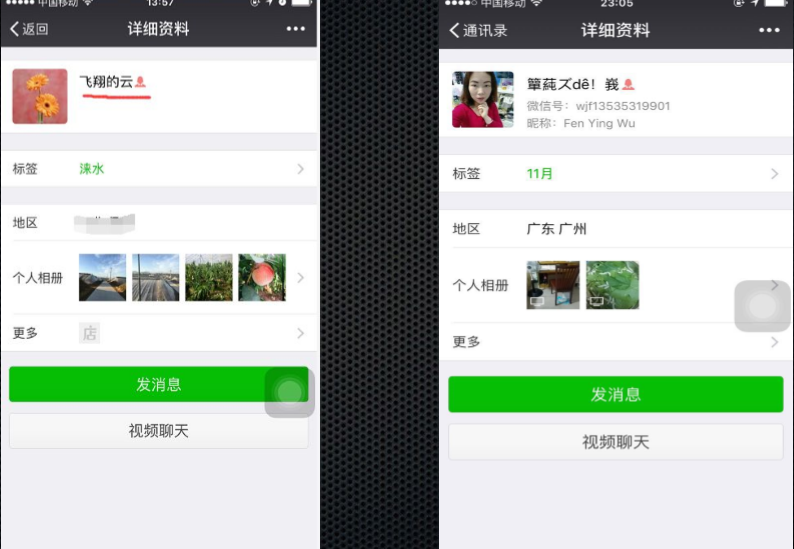 中国移动
13:57
返回
详细资料
飞翔的云
标签
涞水
地区
个人相册
更多
店
发消息
视频聊天
中国移动
23:05
通讯录
详细资料
篳莼ズdê！巍
微信号：wjf13535319901
昵称：Fen Ying Wu
标签
11月
地区
广东 广州
个人相册
更多
发消息
视频聊天